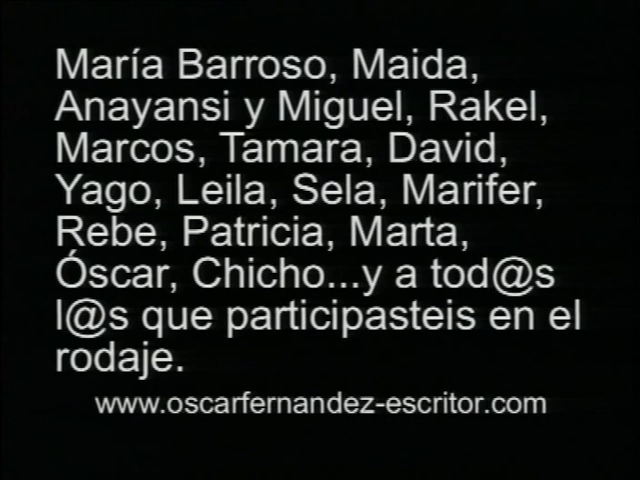 María Barroso, Maida,
Anayansi y Miguel, Rakel,
Marcos, Tamara, David,
Yago, Leila, Sela, Marifer,
Rebe, Patricia, Marta,
Óscar, Chicho...y a tod@s
l@s que participasteis en el
rodaje.
www.oscarfernandez-escritor.com